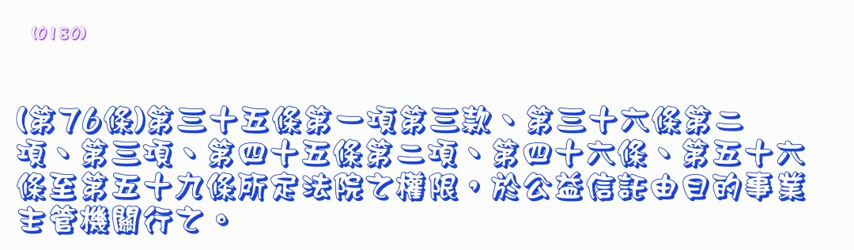 (0180)
(第76條)第三十五條第一項第三款、第三十六條第二
項、第三項、第四十五條第二項、第四十六條、第五十六
條至第五十九條所定法院之權限，於公益信託由目的事業
主管機關行之。